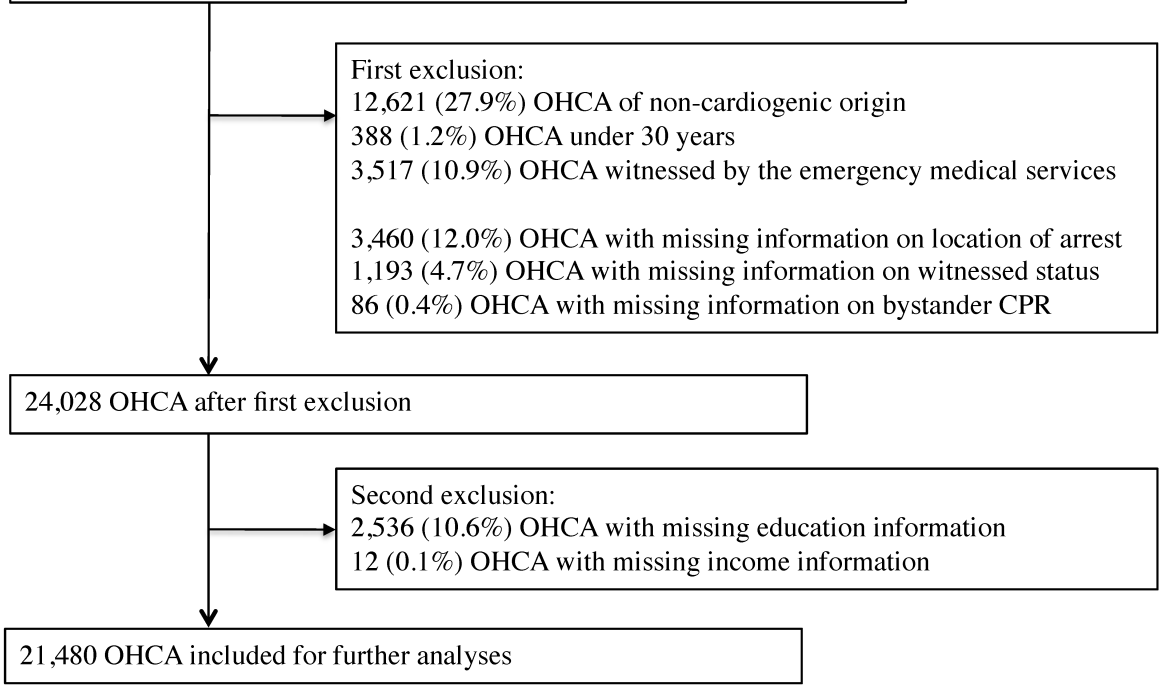 First exclusion:
12,621 (27.9%) OHCA of non-cardiogenic origin
388 (1.2%) OHCA under 30 years
3,517 (10.9%) OHCA witnessed by the emergency medical services
3,460 (12.0%) OHCA with missing information on location of arrest
1,193 (4.7%) OHCA with missing information on witnessed status
86 (0.4%) OHCA with missing information on bystander CPR
24,028 OHCA after first exclusion
Second exclusion:
2,536 (10.6%) OHCA with missing education information
12 (0.1%) OHCA with missing income information
21,480 OHCA included for further analyses